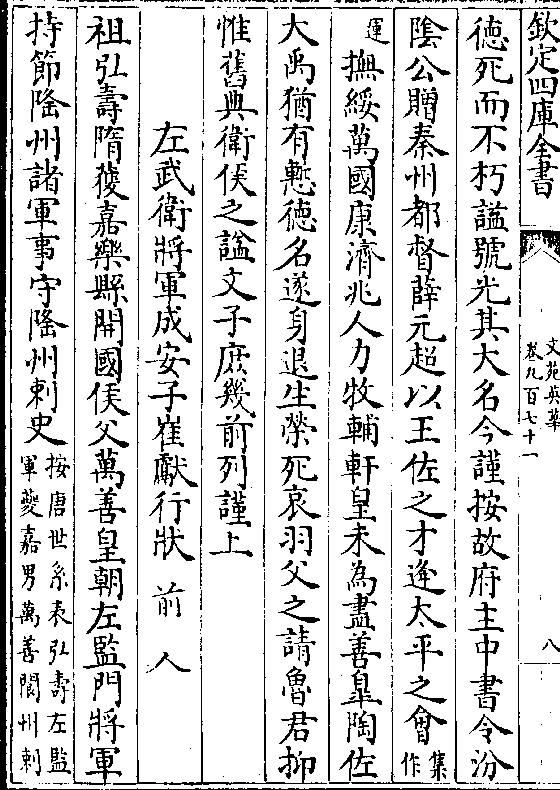 欽定四庫全書
文苑英華
卷九百七十一
八
德死而不朽謚號光其大名今謹按故府主中書令汾
陰公贈秦州都督薛元超以王佐之才逢太平之會集作
運撫綏萬國康濟兆人力牧輔軒皇未為盡善臯陶佐
大禹猶有慙德名遂身退生榮死哀羽父之請魯君抑
惟舊典衛侯之謚文子庶幾前列謹上
左武衛將軍成安子崔獻行狀 前人
祖弘壽隋獲嘉樂縣開國侯父萬善皇朝左監門將軍
持節隆州諸軍事守隆州刺史按唐世系表弘壽左監
軍夔嘉男萬善閬州刺